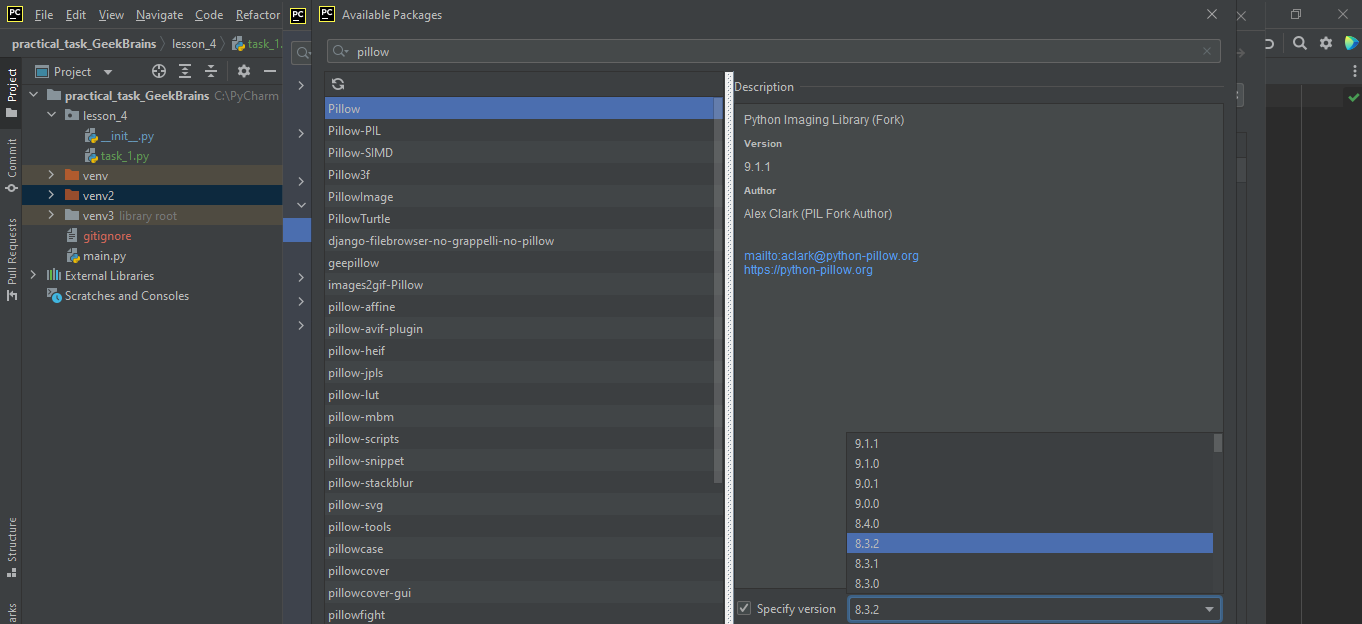 PC File Edit View Navigate Code Refactor
PC
PC Available Packages
practical_task_GeekBrains lesson_4 task_1.
pillow
Project
Project
Commit
Pull Requests
Structure
practical_task_GeekBrains C:\PyCharm
lesson_4
__init__.py
task_1.py
venv
venv2
venv3 library root
gitignore
main.py
External Libraries
Scratches and Consoles
Pillow
Pillow-PIL
Pillow-SIMD
Pillow3f
PillowImage
PillowTurtle
django-filebrowser-no-grappelli-no-pillow
geepillow
images2gif-Pillow
pillow-affine
pillow-avif-plugin
pillow-heif
pillow-jpls
pillow-lut
pillow-mbm
pillow-scripts
pillow-snippet
pillow-stackblur
pillow-svg
pillow-tools
pillowcase
pillowcover
pillowcover-gui
pillowfight
Description
Python Imaging Library (Fork)
Version
9.1.1
Author
Alex Clark (PIL Fork Author)
mailto:aclark@python-pillow.org
https://python-pillow.org
9.1.1
9.1.0
9.0.1
9.0.0
8.4.0
8.3.2
8.3.1
8.3.0
Specify version 8.3.2